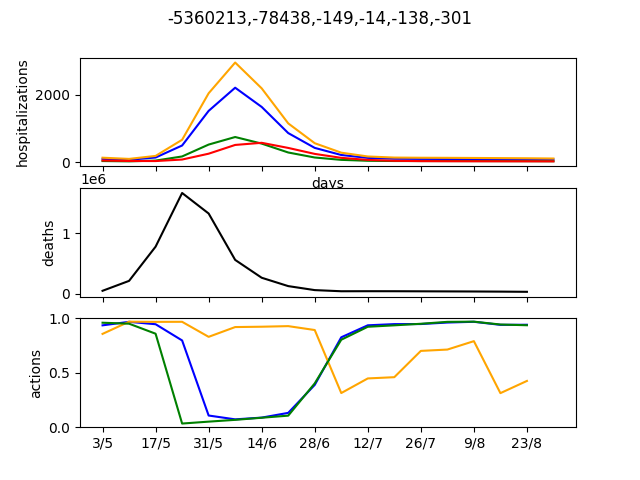 -5360213,-78438,-149,-14,-138,-301
hospitalizations
2000
0
days
1e6
deaths
1
0
actions
1.0
0.5
0.0
3/5 17/5 31/5 14/6 28/6 12/7 26/7 9/8 23/8